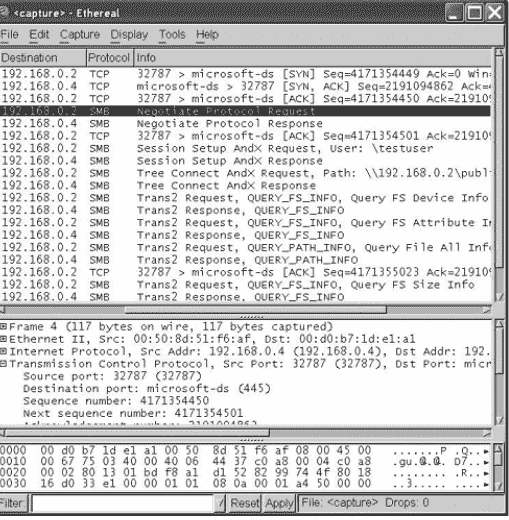 <capture> - Ethereal
File Edit Capture Display Tools Help
Destination Protocol Info
192.168.0.2 TCP 32787 > microsoft-ds [SYN] Seq=4171354449 Ack=0 Win=
192.168.0.4 TCP microsoft-ds > 32787 [SYN, ACK] Seq=2191094862 Ack=4
192.168.0.2 TCP 32787 > microsoft-ds [ACK] Seq=4171354450 Ack=21910
192.168.0.2 SMB Negotiate Protocol Request
192.168.0.4 SMB Negotiate Protocol Response
192.168.0.2 TCP 32787 > microsoft-ds [ACK] Seq=4171354501 Ack=21910
192.168.0.2 SMB Session Setup AndX Request, User: \testuser
192.168.0.4 SMB Session Setup AndX Response
192.168.0.2 SMB Tree Connect AndX Request, Path: \\192.168.0.2\publ
192.168.0.4 SMB Tree Connect AndX Response
192.168.0.2 SMB Trans2 Request, QUERY_FS_INFO, Query FS Device Info
192.168.0.4 SMB Trans2 Response, QUERY_FS_INFO
192.168.0.2 SMB Trans2 Request, QUERY_FS_INFO, Query FS Attribute In
192.168.0.4 SMB Trans2 Response, QUERY_FS_INFO
192.168.0.2 SMB Trans2 Request, QUERY_PATH_INFO, Query File All Info
192.168.0.4 SMB Trans2 Response, QUERY_PATH_INFO
192.168.0.2 TCP 32787 > microsoft-ds [ACK] Seq=4171355023 Ack=21910
192.168.0.2 SMB Trans2 Request, QUERY_FS_INFO, Query FS Size Info
192.168.0.4 SMB Trans2 Response, QUERY_FS_INFO
Frame 4 (117 bytes on wire, 117 bytes captured)
Ethernet II, Src: 00:50:8d:51:f6:af, Dst: 00:d0:b7:1d:e1:a1
Internet Protocol, Src Addr: 192.168.0.4 (192.168.0.4), Dst Addr: 192.
Transmission Control Protocol, Src Port: 32787 (32787), Dst Port: micr
Source port: 32787 (32787)
Destination port: microsoft-ds (445)
Sequence number: 4171354450
Next sequence number: 4171354501
0000 00 d0 b7 1d e1 a1 00 50 8d 51 f6 af 08 00 45 00 .......P .Q..
0010 00 67 75 03 40 00 40 06 44 37 c0 a8 00 04 c0 a8 .gu.@.@. D7..
0020 00 02 80 13 01 bd f8 a1 d1 52 82 99 74 4f 80 18 ........ .R..
0030 16 d0 33 e1 00 00 01 01 08 0a 00 01 a4 50 00 00 ..3..... ....
Filter: / Reset Apply File: <capture> Drops: 0